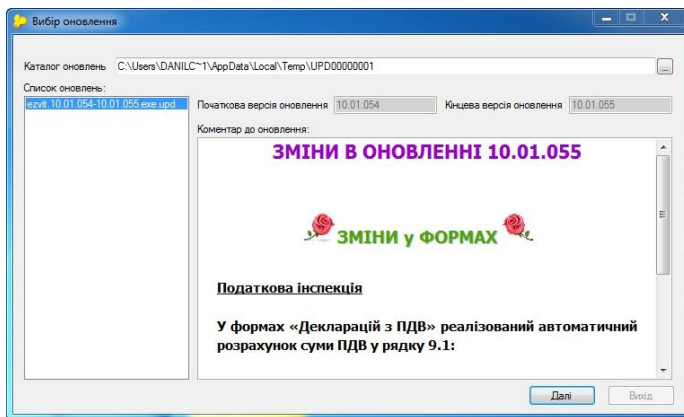 Вибір оновлення
Каталог оновлень C:\Users\DANILC~1\AppData\Local\Temp\UPD00000001 ...
Список оновлень:
ezvit.10.01.054-10.01.055.exe.upd
Початкова версія оновлення 10.01.054 Кінцева версія оновлення 10.01.055
Коментар до оновлення:
ЗМІНИ В ОНОВЛЕННІ 10.01.055
ЗМІНИ у ФОРМАХ
Податкова інспекція
У формах «Декларацій з ПДВ» реалізований автоматичний
розрахунок суми ПДВ у рядку 9.1:
Далі Вихід